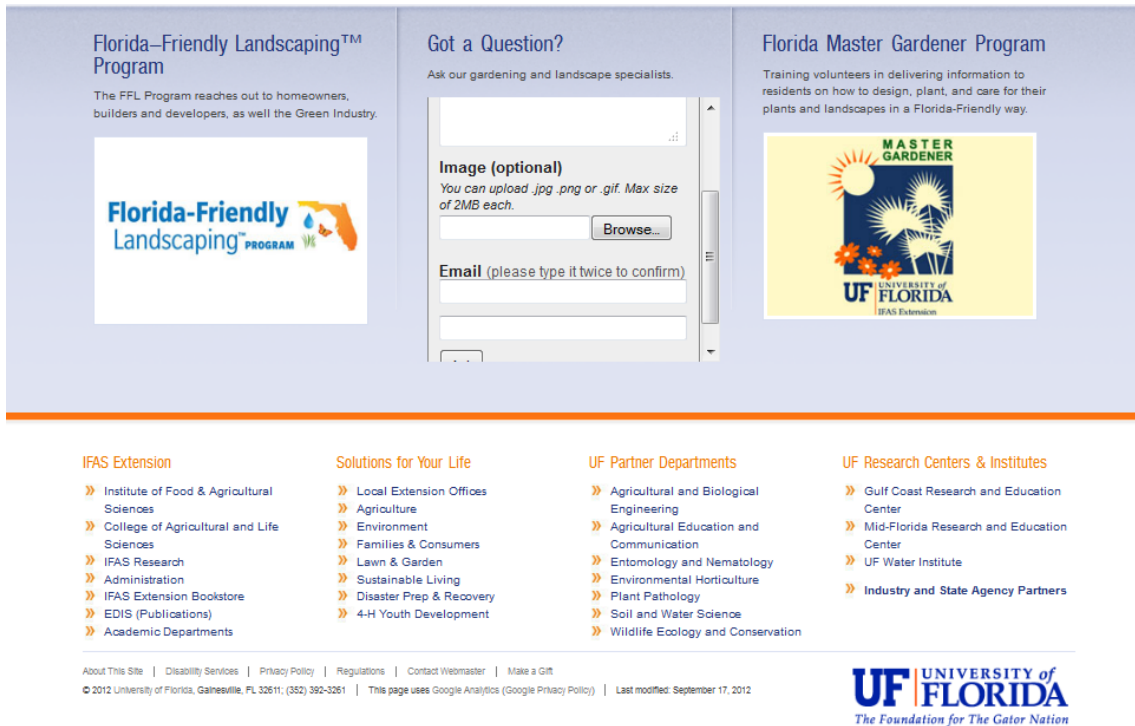 Florida–Friendly Landscaping™
Program
The FFL Program reaches out to homeowners,
builders and developers, as well the Green Industry.
Florida-Friendly
Landscaping™ PROGRAM
Got a Question?
Ask our gardening and landscape specialists.
Image (optional)
You can upload .jpg .png or .gif. Max size
of 2MB each.
Browse...
Email (please type it twice to confirm)
Florida Master Gardener Program
Training volunteers in delivering information to
residents on how to design, plant, and care for their
plants and landscapes in a Florida-Friendly way.
MASTER
GARDENER
UF UNIVERSITY of
FLORIDA
IFAS Extension
IFAS Extension
Institute of Food & Agricultural
Sciences
College of Agricultural and Life
Sciences
IFAS Research
Administration
IFAS Extension Bookstore
EDIS (Publications)
Academic Departments
Solutions for Your Life
Local Extension Offices
Agriculture
Environment
Families & Consumers
Lawn & Garden
Sustainable Living
Disaster Prep & Recovery
4-H Youth Development
UF Partner Departments
Agricultural and Biological
Engineering
Agricultural Education and
Communication
Entomology and Nematology
Environmental Horticulture
Plant Pathology
Soil and Water Science
Wildlife Ecology and Conservation
UF Research Centers & Institutes
Gulf Coast Research and Education
Center
Mid-Florida Research and Education
Center
UF Water Institute
Industry and State Agency Partners
About This Site | Disability Services | Privacy Policy | Regulations | Contact Webmaster | Make a Gift
© 2012 University of Florida, Gainesville, FL 32611; (352) 392-3261 | This page uses Google Analytics (Google Privacy Policy) | Last modified: September 17, 2012
UF UNIVERSITY of
FLORIDA
The Foundation for The Gator Nation